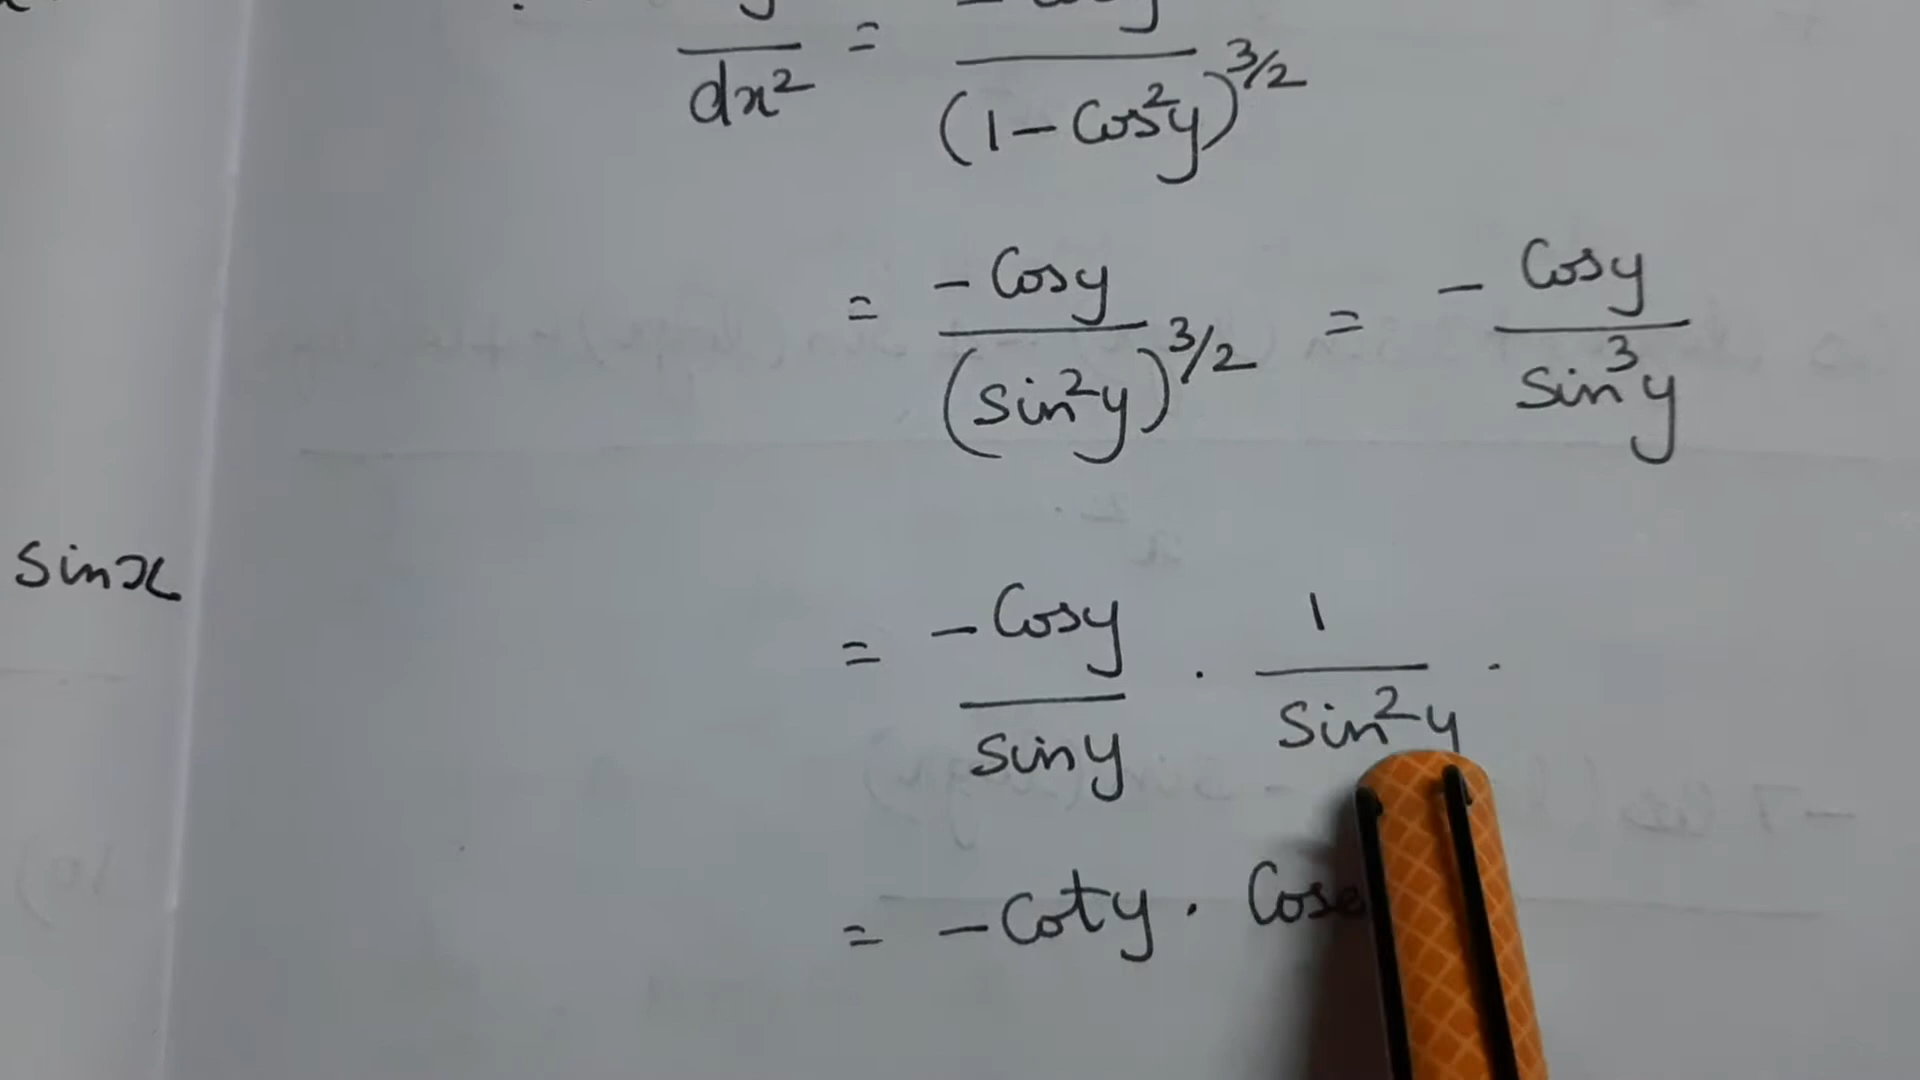 dx² = (1 - Cos²y)^3/2
= -Cosy / (Sin²y)^3/2 = - Cosy / Sin³y
Sinx
= -Cosy / Siny · 1 / Sin²y ·
= -Coty · Cose